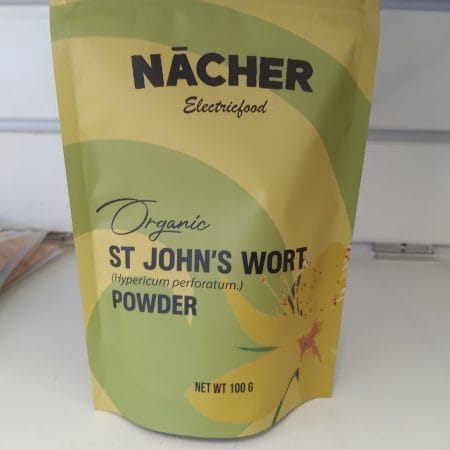 NĀCHER
Electricfood
Organic
ST JOHN'S WORT
(Hypericum perforatum.)
POWDER
NET WT 100 G